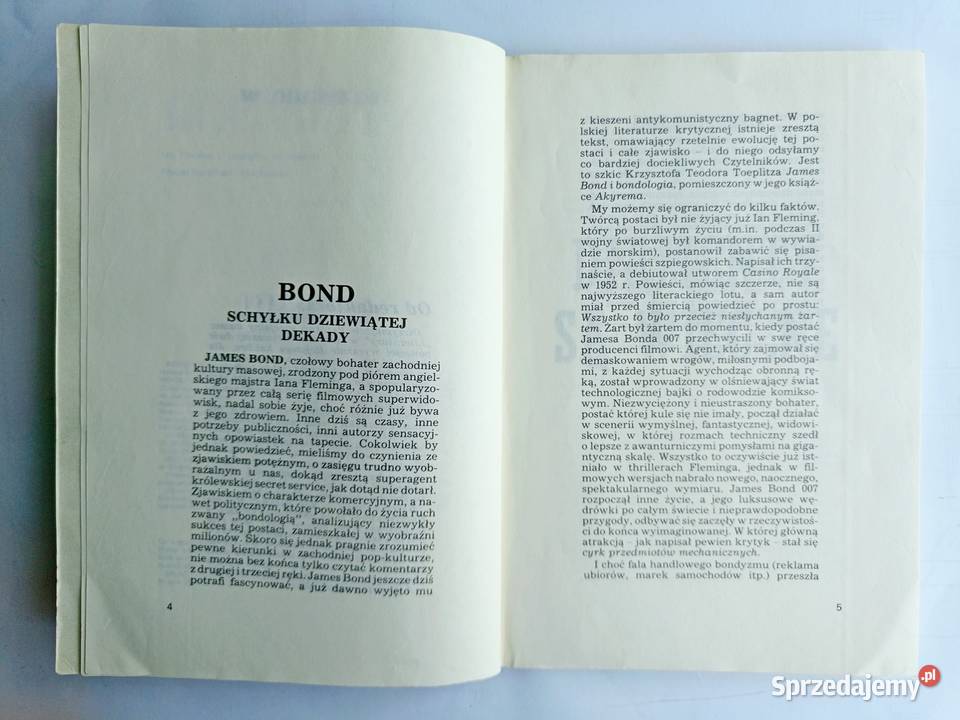 BOND
SCHYŁKU DZIEWIĄTEJ
DEKADY
JAMES BOND, czołowy bohater zachodniej
kultury masowej, zrodzony pod piórem angiel-
skiego majstra Iana Fleminga, a spopularyzo-
wany przez całą serię filmowych superwido-
wisk, nadal sobie żyje, choć różnie już bywa
z jego zdrowiem. Inne dziś są czasy, inne
potrzeby publiczności, inni autorzy sensacyj-
nych opowiastek na tapecie. Cokolwiek by
jednak powiedzieć, mieliśmy do czynienia ze
zjawiskiem potężnym, o zasięgu trudno wyob-
rażalnym u nas, dokąd zresztą superagent
królewskiej secret service, jak dotąd nie dotarł.
Zjawiskiem o charakterze komercyjnym, a na-
wet politycznym, które powołało do życia ruch
zwany „bondologią”, analizujący niezwykły
sukces tej postaci, zamieszkałej w wyobraźni
milionów. Skoro się jednak pragnie zrozumieć
pewne kierunki w zachodniej pop-kulturze,
nie można bez końca tylko czytać komentarzy
z drugiej i trzeciej ręki. James Bond jeszcze dziś
potrafi fascynować, a już dawno wyjęto mu
4
z kieszeni antykomunistyczny bagnet. W po-
lskiej literaturze krytycznej istnieje zresztą
tekst, omawiający rzetelnie ewolucję tej po-
staci i całe zjawisko – i do niego odsyłamy
co bardziej dociekliwych Czytelników. Jest
to szkic Krzysztofa Teodora Toeplitza James
Bond i bondologia, pomieszczony w jego książ-
ce Akyrema.
My możemy się ograniczyć do kilku faktów.
Twórcą postaci był nie żyjący już Ian Fleming,
który po burzliwym życiu (m.in. podczas II
wojny światowej był komandorem w wywia-
dzie morskim), postanowił zabawić się pisa-
niem powieści szpiegowskich. Napisał ich trzy-
naście, a debiutował utworem Casino Royale
w 1952 r. Powieści, mówiąc szczerze, nie są
najwyższego literackiego lotu, a sam autor
miał przed śmiercią powiedzieć po prostu:
Wszystko to było przecież niesłychanym żar-
tem. Żart był żartem do momentu, kiedy postać
Jamesa Bonda 007 przechwycili w swe ręce
producenci filmowi. Agent, który zajmował się
demaskowaniem wrogów, miłosnymi podboja-
mi, z każdej sytuacji wychodząc obronną rę-
ką, został wprowadzony w olśniewający świat
technologicznej bajki o rodowodzie komikso-
wym. Niezwyciężony i nieustraszony bohater,
postać której kule się nie imały, począł działać
w scenerii wymyślnej, fantastycznej, widowi-
skowej, w której rozmach techniczny szedł
o lepsze z awanturniczymi pomysłami na giga-
ntyczną skalę. Wszystko to oczywiście już ist-
niało w thrillerach Fleminga, jednak w fil-
mowych wersjach nabrało nowego, naocznego,
spektakularnego wymiaru. James Bond 007
rozpoczął inne życie, a jego luksusowe wę-
drówki po całym świecie i nieprawdopodobne
przygody, odbywać się zaczęły w rzeczywistoś-
ci do końca wyimaginowanej. W której główną
atrakcją – jak napisał pewien krytyk – stał się
cyrk przedmiotów mechanicznych.
I choć fala handlowego bondyzmu (reklama
ubiorów, marek samochodów itp.) przeszła
5
Sprzedajemy.pl